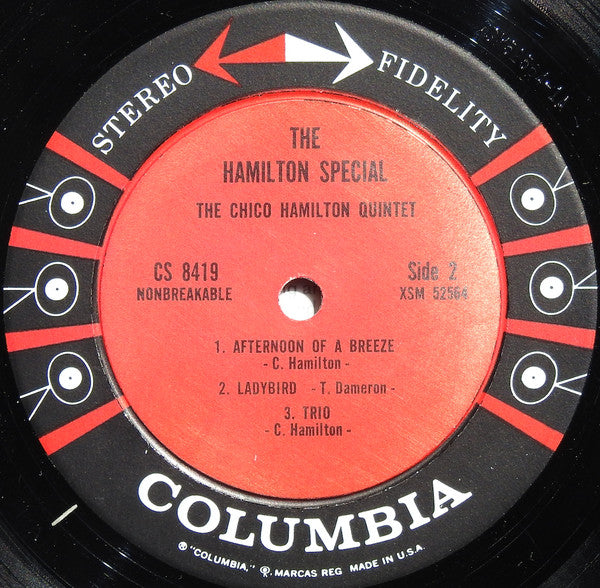 STEREO FIDELITY
THE
HAMILTON SPECIAL
THE CHICO HAMILTON QUINTET
CS 8419
NONBREAKABLE
Side 2
XSM 52564
1. AFTERNOON OF A BREEZE
- C. Hamilton -
2. LADYBIRD - T. Dameron -
3. TRIO
- C. Hamilton -
COLUMBIA
® "COLUMBIA," Ⓟ. MARCAS REG MADE IN U.S.A.